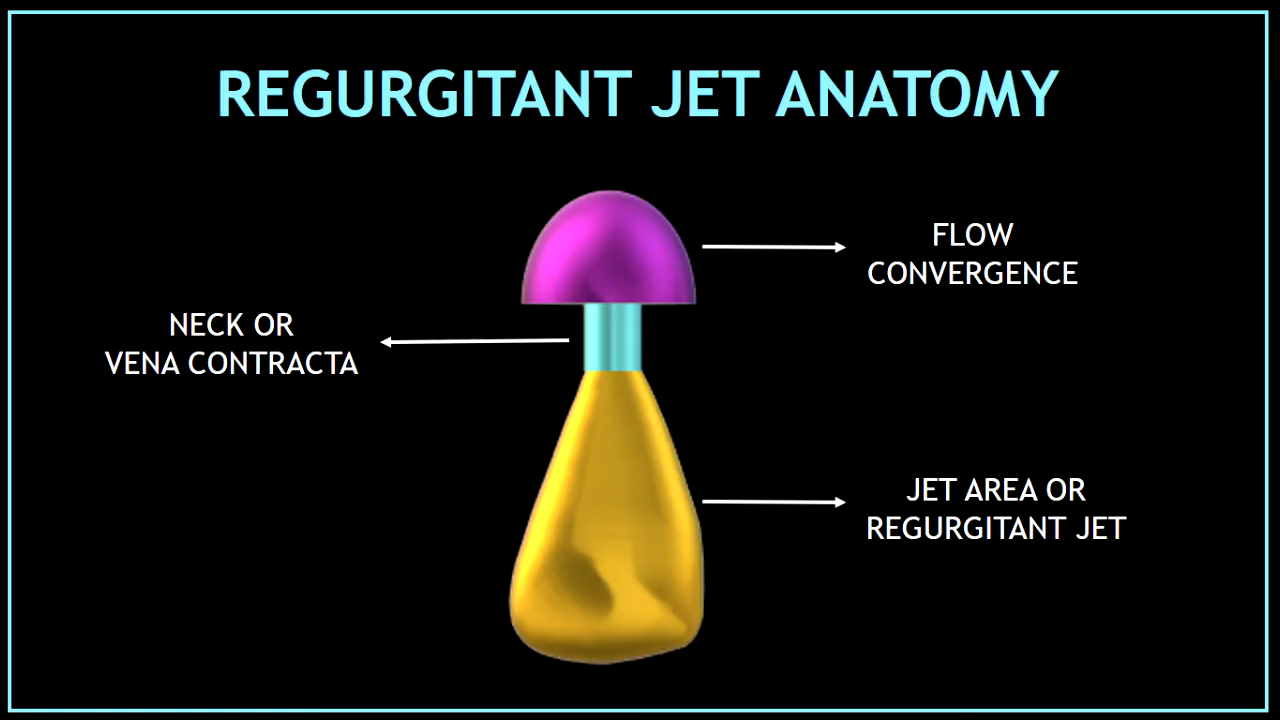 REGURGITANT JET ANATOMY
FLOW
CONVERGENCE
NECK OR
VENA CONTRACTA
JET AREA OR
REGURGITANT JET